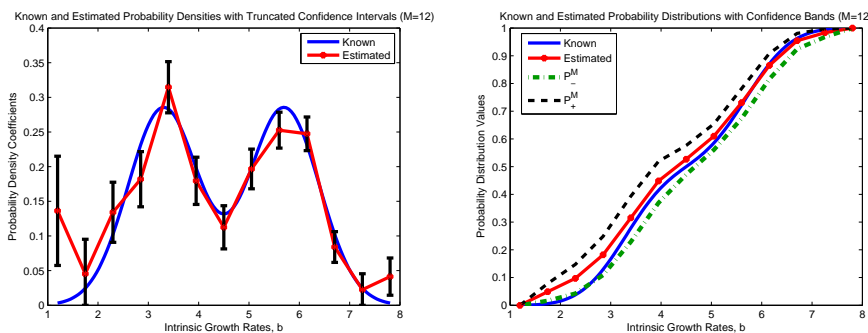 Known and Estimated Probability Densities with Truncated Confidence Intervals (M=12)
0.4
0.35
0.3
0.25
0.2
0.15
0.1
0.05
0
Probability Density Coefficients
Known
Estimated
1 2 3 4 5 6 7 8
Intrinsic Growth Rates, b
Known and Estimated Probability Distributions with Confidence Bands (M=12)
1
0.9
0.8
0.7
0.6
0.5
0.4
0.3
0.2
0.1
0
Probability Distribution Values
Known
Estimated
P_-^M
P_+^M
1 2 3 4 5 6 7 8
Intrinsic Growth Rates, b